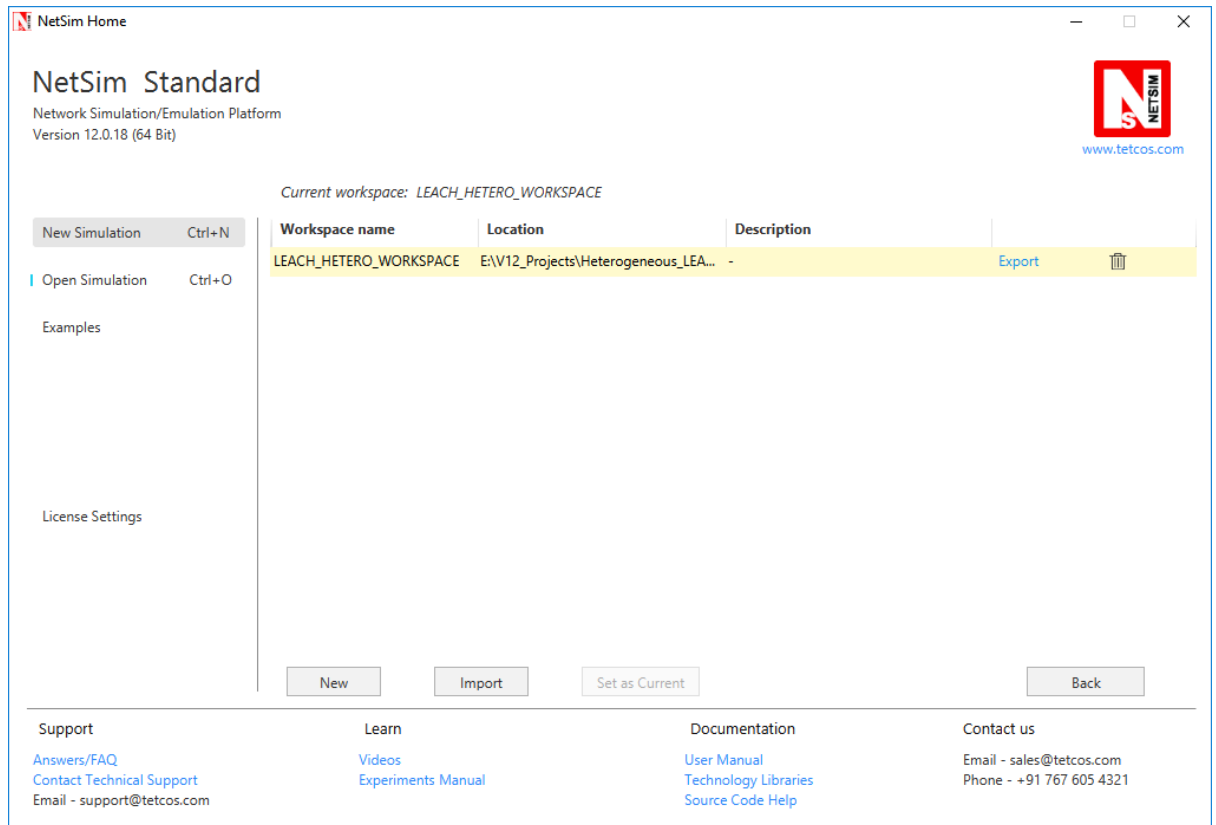 NetSim Home
NetSim Standard
Network Simulation/Emulation Platform
Version 12.0.18 (64 Bit)
N
S
NETSIM
www.tetcos.com
Current workspace: LEACH_HETERO_WORKSPACE
New Simulation Ctrl+N
Open Simulation Ctrl+O
Examples
License Settings
Workspace name Location Description
LEACH_HETERO_WORKSPACE E:\V12_Projects\Heterogeneous_LEA... - Export
New Import Set as Current Back
Support Learn Documentation Contact us
Answers/FAQ Videos User Manual Email - sales@tetcos.com
Contact Technical Support Experiments Manual Technology Libraries Phone - +91 767 605 4321
Email - support@tetcos.com Source Code Help